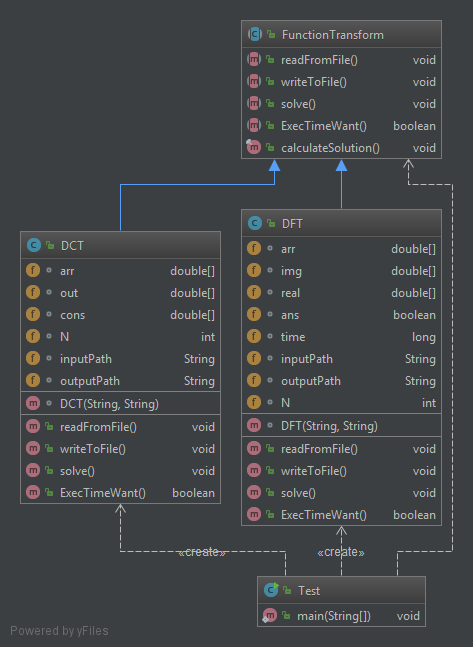 FunctionTransform
readFromFile() void
writeToFile() void
solve() void
ExecTimeWant() boolean
calculateSolution() void
DCT
arr double[]
out double[]
cons double[]
N int
inputPath String
outputPath String
DCT(String, String)
readFromFile() void
writeToFile() void
solve() void
ExecTimeWant() boolean
DFT
arr double[]
img double[]
real double[]
ans boolean
time long
inputPath String
outputPath String
N int
DFT(String, String)
readFromFile() void
writeToFile() void
solve() void
ExecTimeWant() boolean
«create»
«create»
Test
main(String[]) void
Powered by yFiles